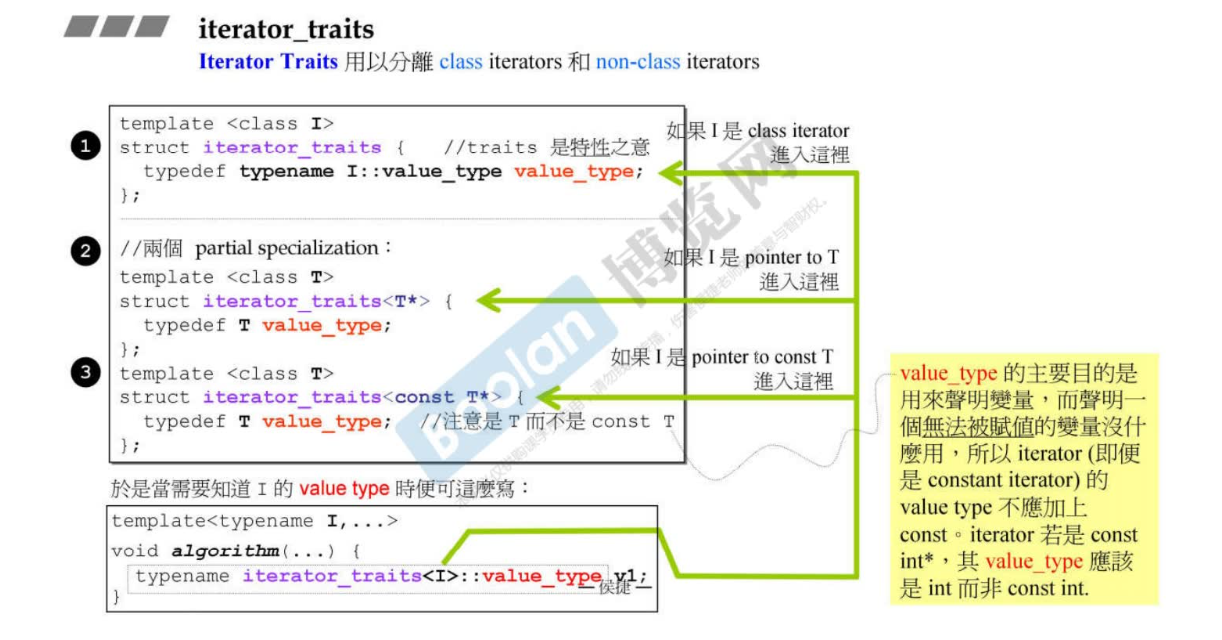 iterator_traits
Iterator Traits 用以分離 class iterators 和 non-class iterators
1
template <class I>
struct iterator_traits { //traits 是特性之意
typedef typename I::value_type value_type;
};
如果 I 是 class iterator
進入這裡
2
//兩個 partial specialization：
template <class T>
struct iterator_traits<T*> {
typedef T value_type;
};
如果 I 是 pointer to T
進入這裡
3
template <class T>
struct iterator_traits<const T*> {
typedef T value_type; //注意是 T 而不是 const T
};
如果 I 是 pointer to const T
進入這裡
於是當需要知道 I 的 value type 時便可這麼寫：
template<typename I,...>
void algorithm(...) {
typename iterator_traits<I>::value_type v1;
}
— 侯捷 —
value_type 的主要目的是
用來聲明變量，而聲明一
個無法被賦值的變量沒什
麼用，所以 iterator (即便
是 constant iterator) 的
value type 不應加上
const。iterator 若是 const
int*，其 value_type 應該
是 int 而非 const int.
Boolan 博览网